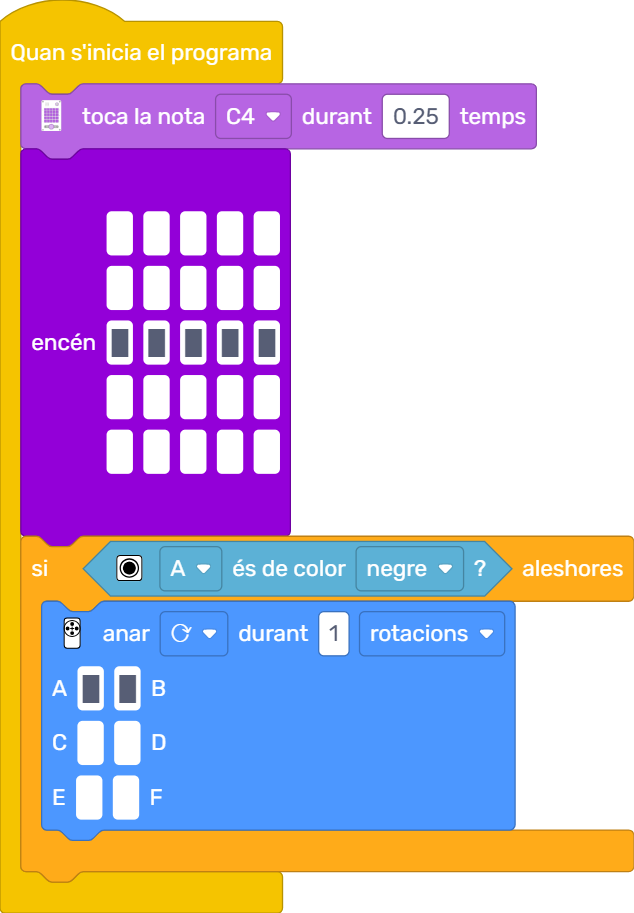 Quan s'inicia el programa
toca la nota C4 durant 0.25 temps
encén
si A és de color negre ? aleshores
anar durant 1 rotacions
A B
C D
E F